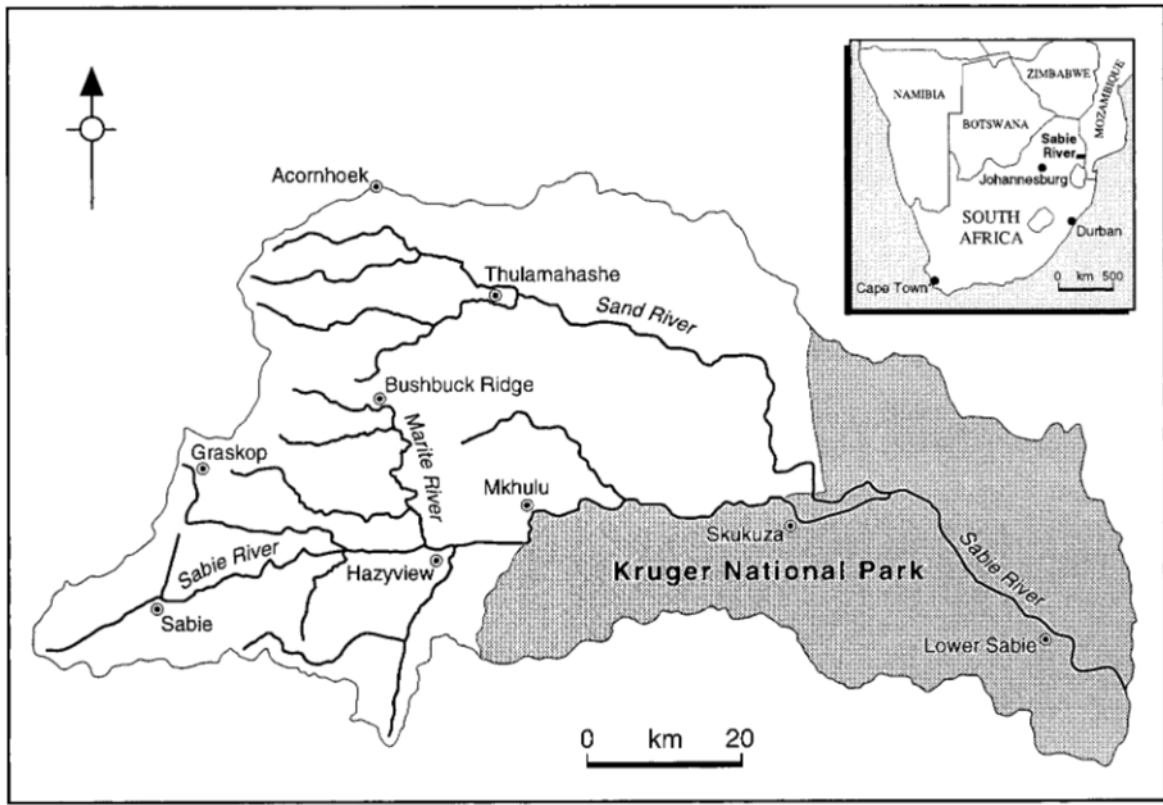 NAMIBIA
ZIMBABWE
BOTSWANA
MOZAMBIQUE
Sabie
River
Johannesburg
SOUTH
AFRICA
Durban
Cape Town
0 km 500
Acornhoek
Thulamahashe
Sand River
Bushbuck Ridge
Marite River
Graskop
Mkhulu
Skukuza
Sabie River
Hazyview
Kruger National Park
Sabie River
Sabie
Lower Sabie
0 km 20